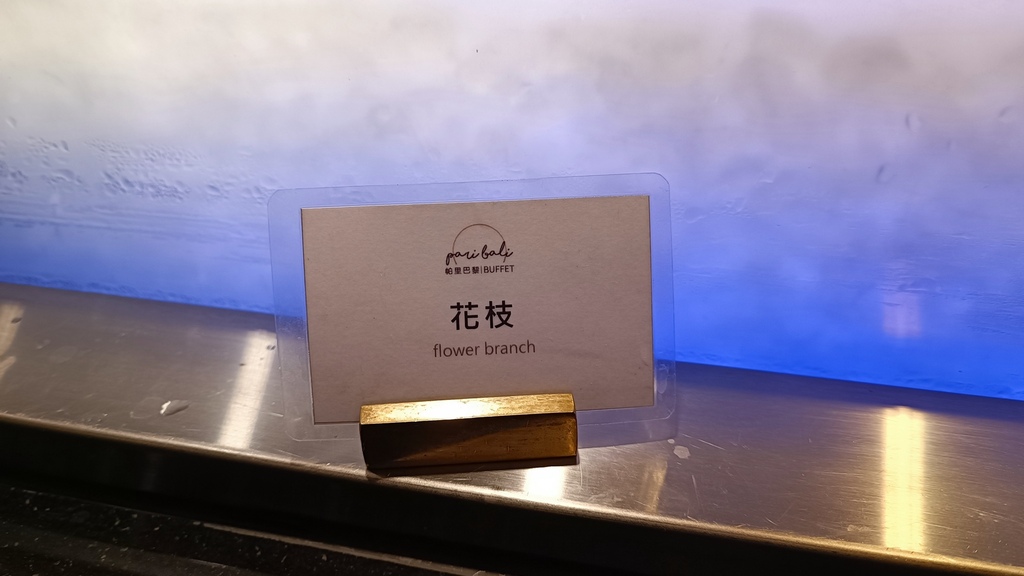 pari bali
帕里巴黎|BUFFET
花枝
flower branch